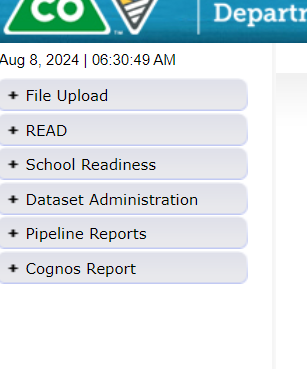 CO
TM
Departm
Aug 8, 2024 | 06:30:49 AM
+ File Upload
+ READ
+ School Readiness
+ Dataset Administration
+ Pipeline Reports
+ Cognos Report